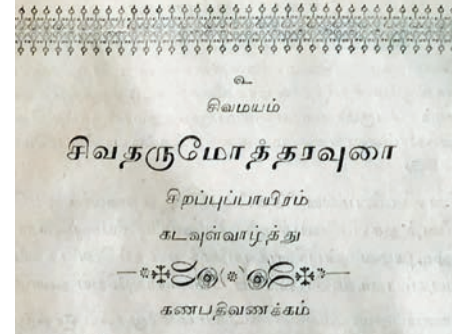 உ
சிவமயம்
சிவதருமோத்தரவுரை
சிறப்புப்பாயிரம்
கடவுள்வாழ்த்து
கணபதிவணக்கம்